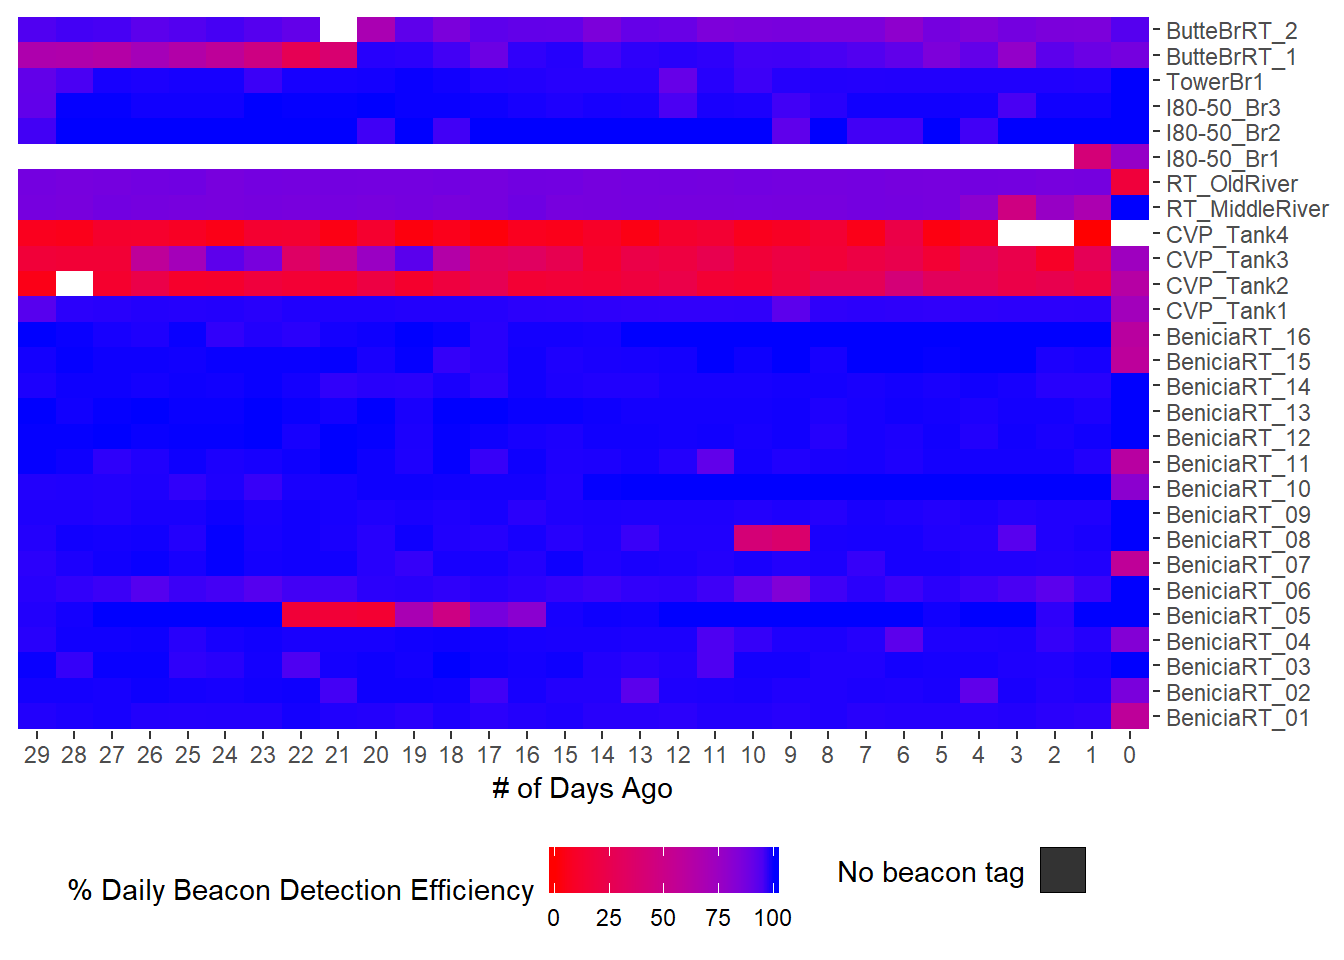 ButteBrRT_2
ButteBrRT_1
TowerBr1
I80-50_Br3
I80-50_Br2
I80-50_Br1
RT_OldRiver
RT_MiddleRiver
CVP_Tank4
CVP_Tank3
CVP_Tank2
CVP_Tank1
BeniciaRT_16
BeniciaRT_15
BeniciaRT_14
BeniciaRT_13
BeniciaRT_12
BeniciaRT_11
BeniciaRT_10
BeniciaRT_09
BeniciaRT_08
BeniciaRT_07
BeniciaRT_06
BeniciaRT_05
BeniciaRT_04
BeniciaRT_03
BeniciaRT_02
BeniciaRT_01
29 28 27 26 25 24 23 22 21 20 19 18 17 16 15 14 13 12 11 10 9 8 7 6 5 4 3 2 1 0
# of Days Ago
% Daily Beacon Detection Efficiency
0 25 50 75 100
No beacon tag